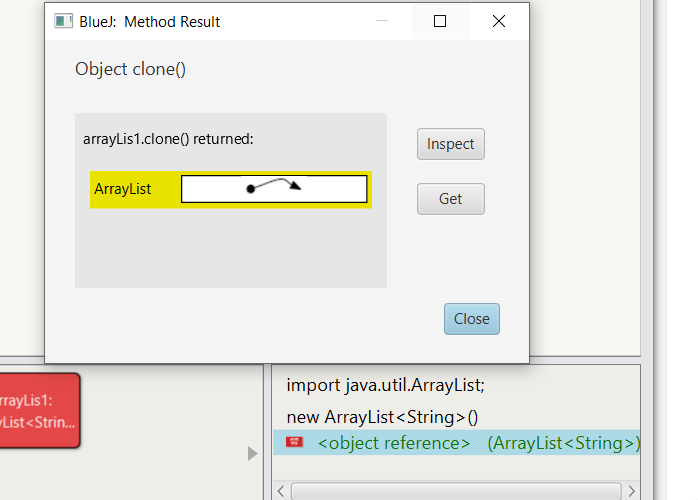 BlueJ: Method Result
Object clone()
arrayLis1.clone() returned:
Inspect
ArrayList
Get
Close
rrayLis1:
yList<Strin...
import java.util.ArrayList;
new ArrayList<String>()
<object reference> (ArrayList<String>)